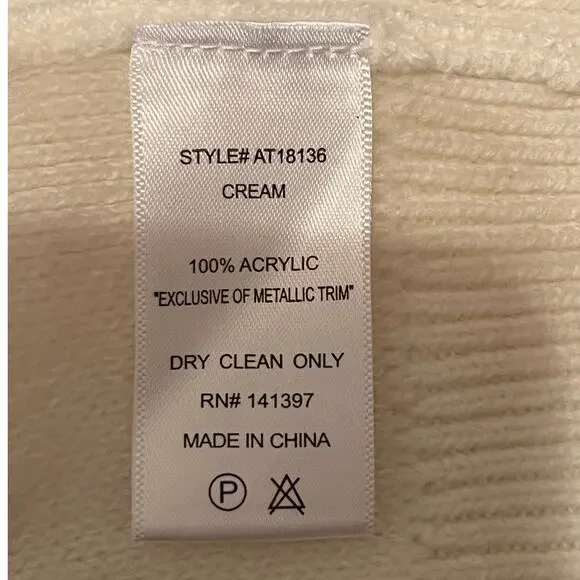 STYLE# AT18136
CREAM
100% ACRYLIC
"EXCLUSIVE OF METALLIC TRIM"
DRY CLEAN ONLY
RN# 141397
MADE IN CHINA
P